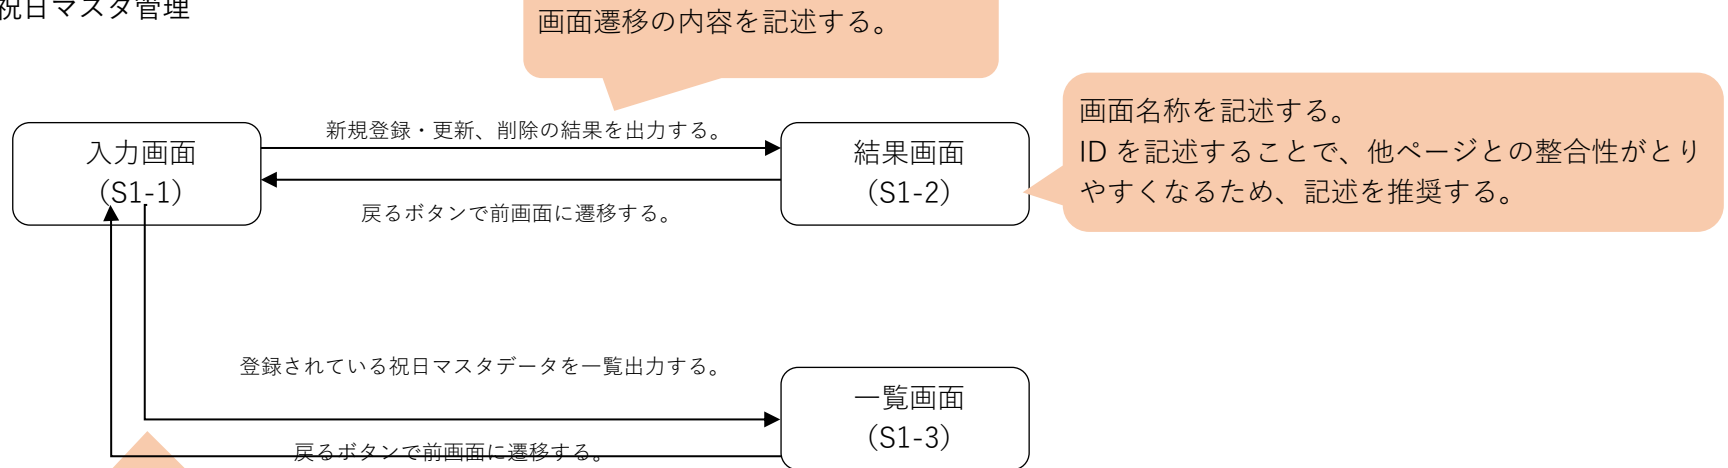 祝日マスタ管理
画面遷移の内容を記述する。
画面名称を記述する。
ID を記述することで、他ページとの整合性がとり
やすくなるため、記述を推奨する。
新規登録・更新、削除の結果を出力する。
入力画面
(S1-1)
結果画面
(S1-2)
戻るボタンで前画面に遷移する。
登録されている祝日マスタデータを一覧出力する。
一覧画面
(S1-3)
戻るボタンで前画面に遷移する。